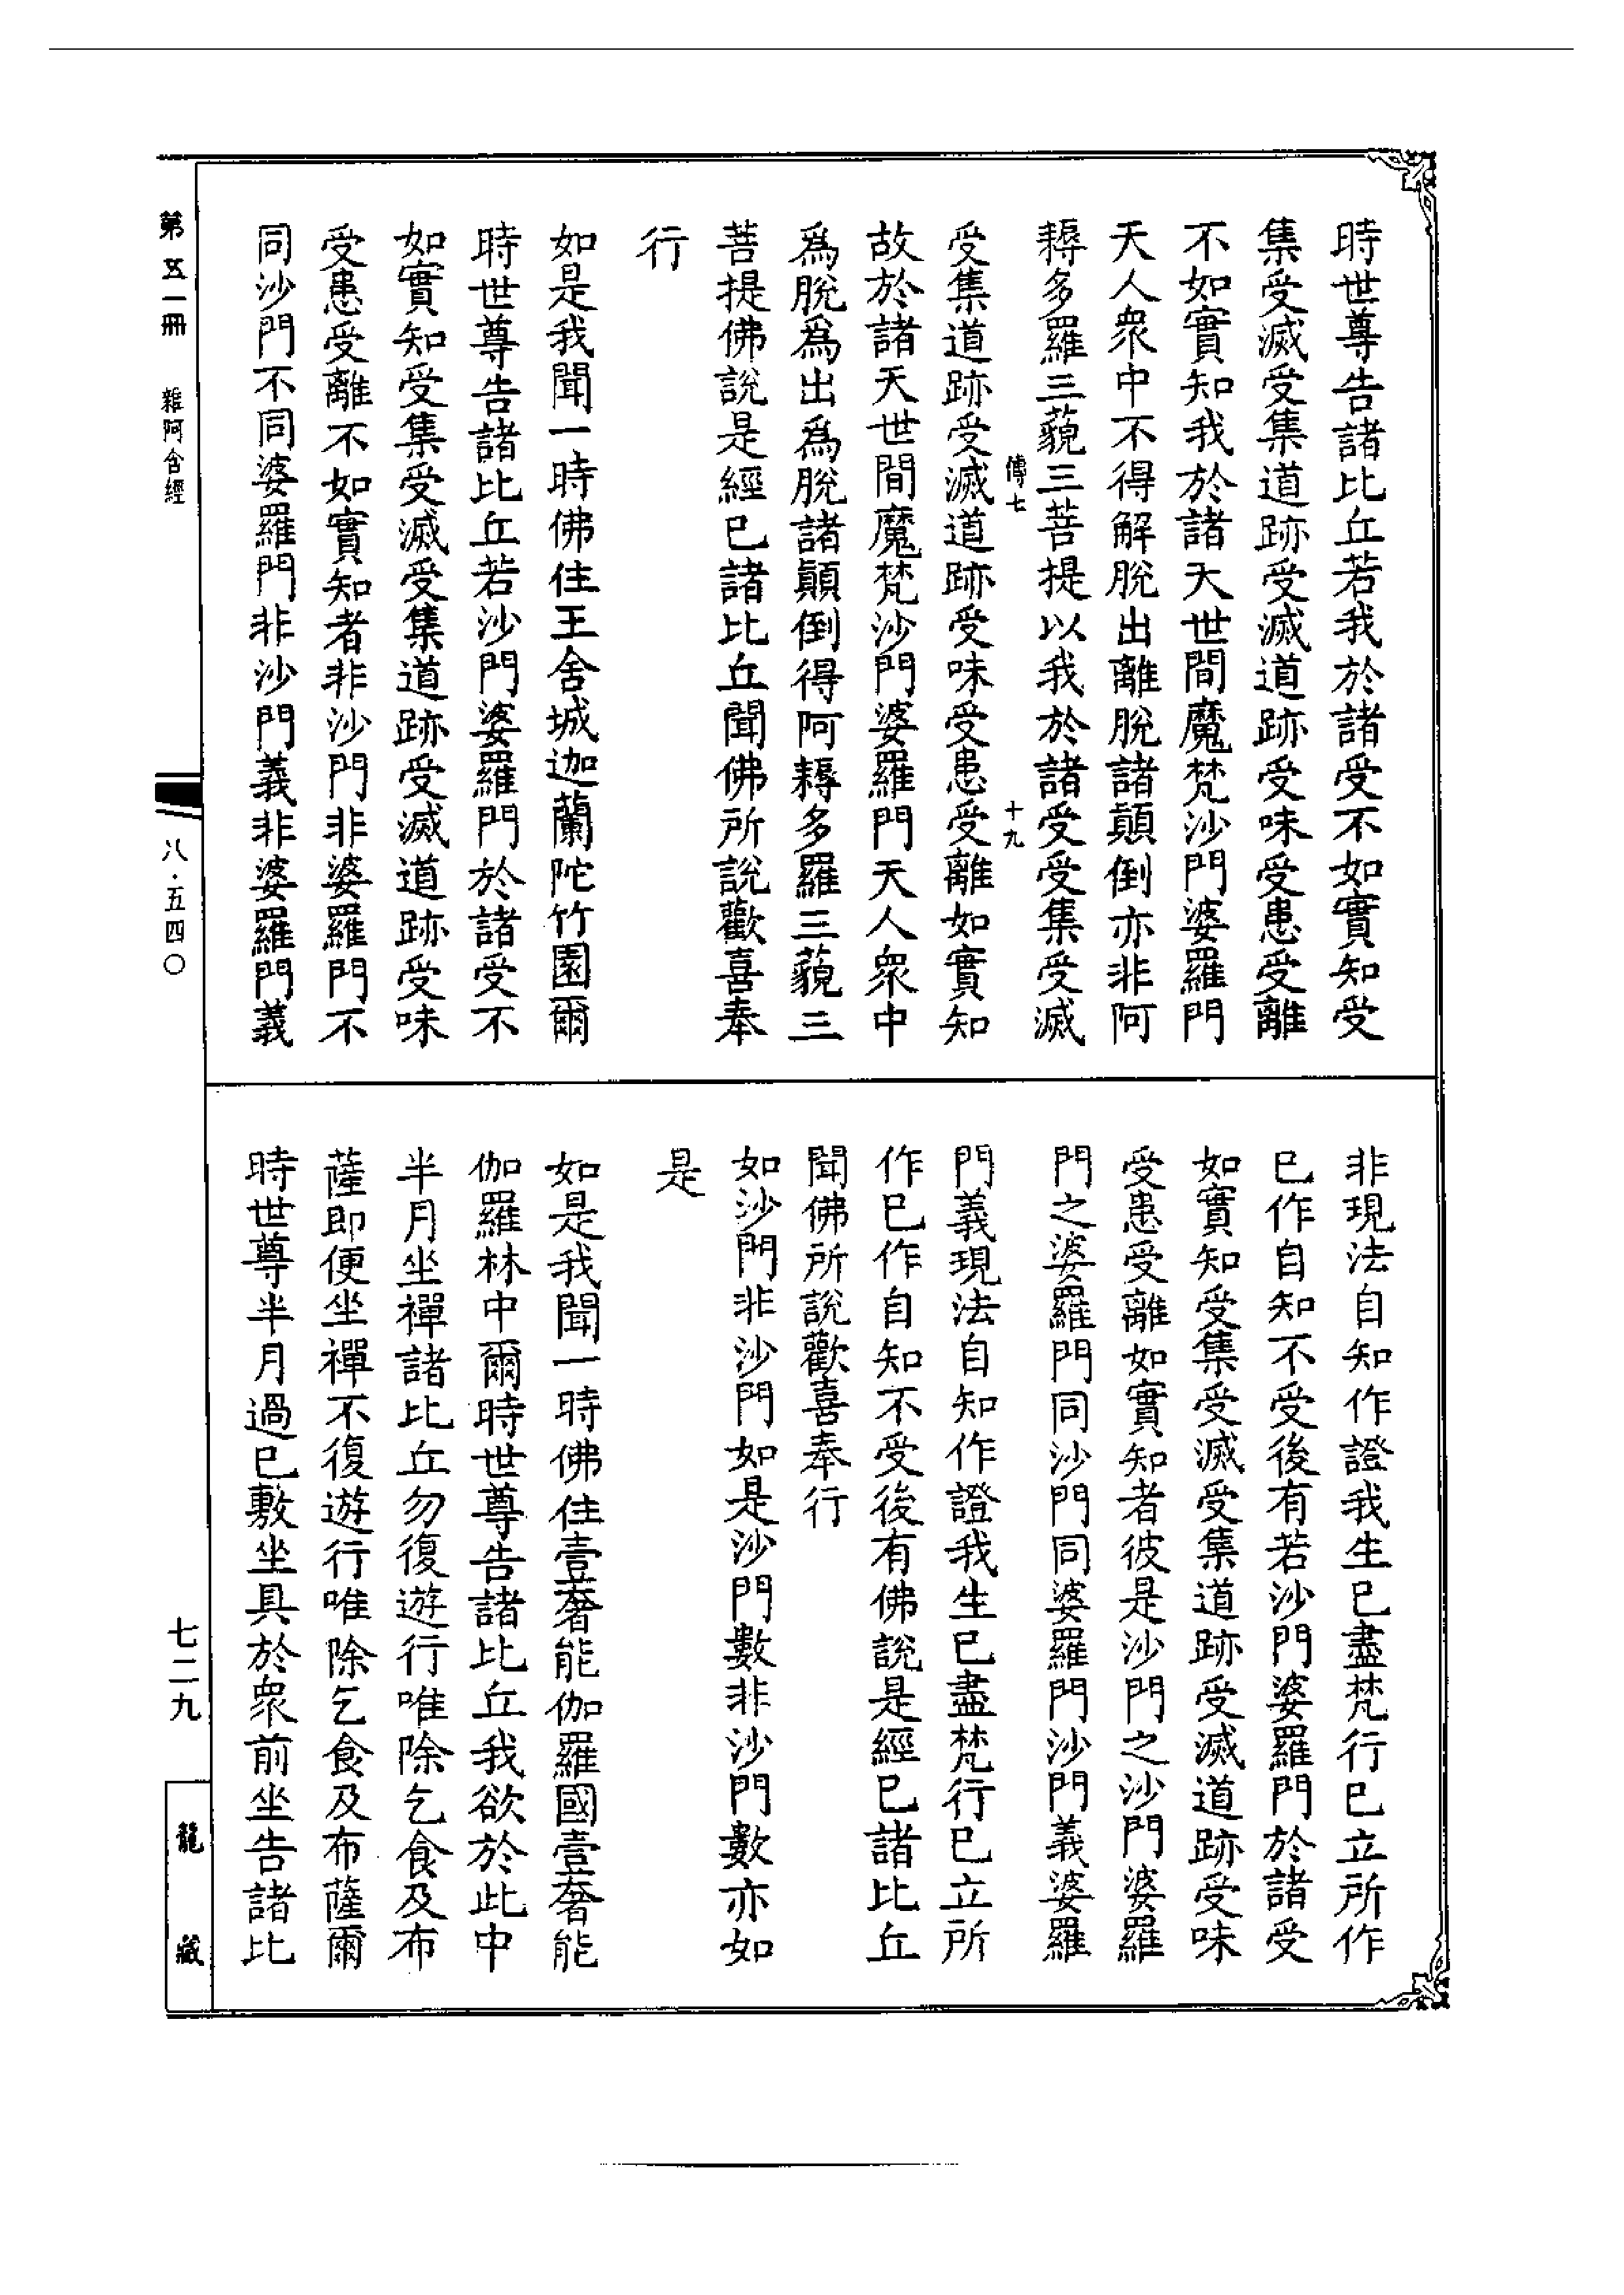 時世尊告諸比丘若我於諸受不如實知受
集受滅受集道跡受滅道跡受味受患受離
不如實知我於諸天世間魔梵沙門婆羅門
天人衆中不得解脫出離脫諸顛倒亦非阿
耨多羅三藐三菩提以我於諸受受集受滅
傳七
十九
受集道跡受滅道跡受味受患受離如實知
故於諸天世間魔梵沙門婆羅門天人衆中
爲脫爲出爲脫諸顛倒得阿耨多羅三藐三
菩提佛說是經已諸比丘聞佛所說歡喜奉
行
如是我聞一時佛住王舍城迦蘭陀竹園爾
時世尊告諸比丘若沙門婆羅門於諸受不
如實知受集受滅受集道跡受滅道跡受味
受患受離不如實知者非沙門非婆羅門不
同沙門不同婆羅門非沙門義非婆羅門義
非現法自知作證我生已盡梵行已立所作
已作自知不受後有若沙門婆羅門於諸受
如實知受集受滅受集道跡受滅道跡受味
受患受離如實知者彼是沙門之沙門婆羅
門之婆羅門同沙門同婆羅門沙門義婆羅
門義現法自知作證我生已盡梵行已立所
作已作自知不受後有佛說是經已諸比丘
聞佛所說歡喜奉行
如沙門非沙門如是沙門數非沙門數亦如
是
如是我聞一時佛住壹奢能伽羅國壹奢能
伽羅林中爾時世尊告諸比丘我欲於此中
半月坐禪諸比丘勿復遊行唯除乞食及布
薩即便坐禪不復遊行唯除乞食及布薩爾
時世尊半月過已敷坐具於衆前坐告諸比
第五一冊 雜阿含經
八·五四〇
七二九
龍藏